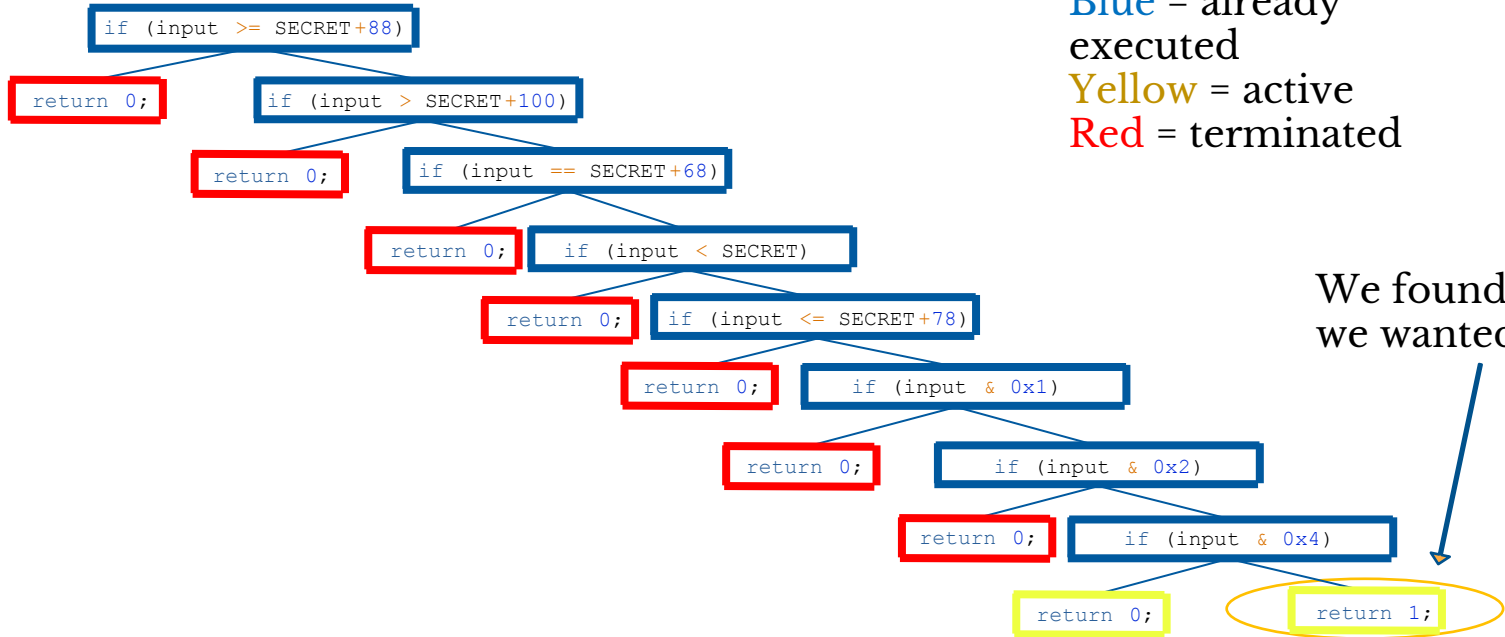 Blue = already
executed
Yellow = active
Red = terminated
if (input >= SECRET+88)
return 0;
if (input > SECRET+100)
return 0;
if (input == SECRET+68)
return 0;
if (input < SECRET)
return 0;
if (input <= SECRET+78)
return 0;
if (input & 0x1)
return 0;
if (input & 0x2)
return 0;
if (input & 0x4)
return 0;
return 1;
We found
we wanted